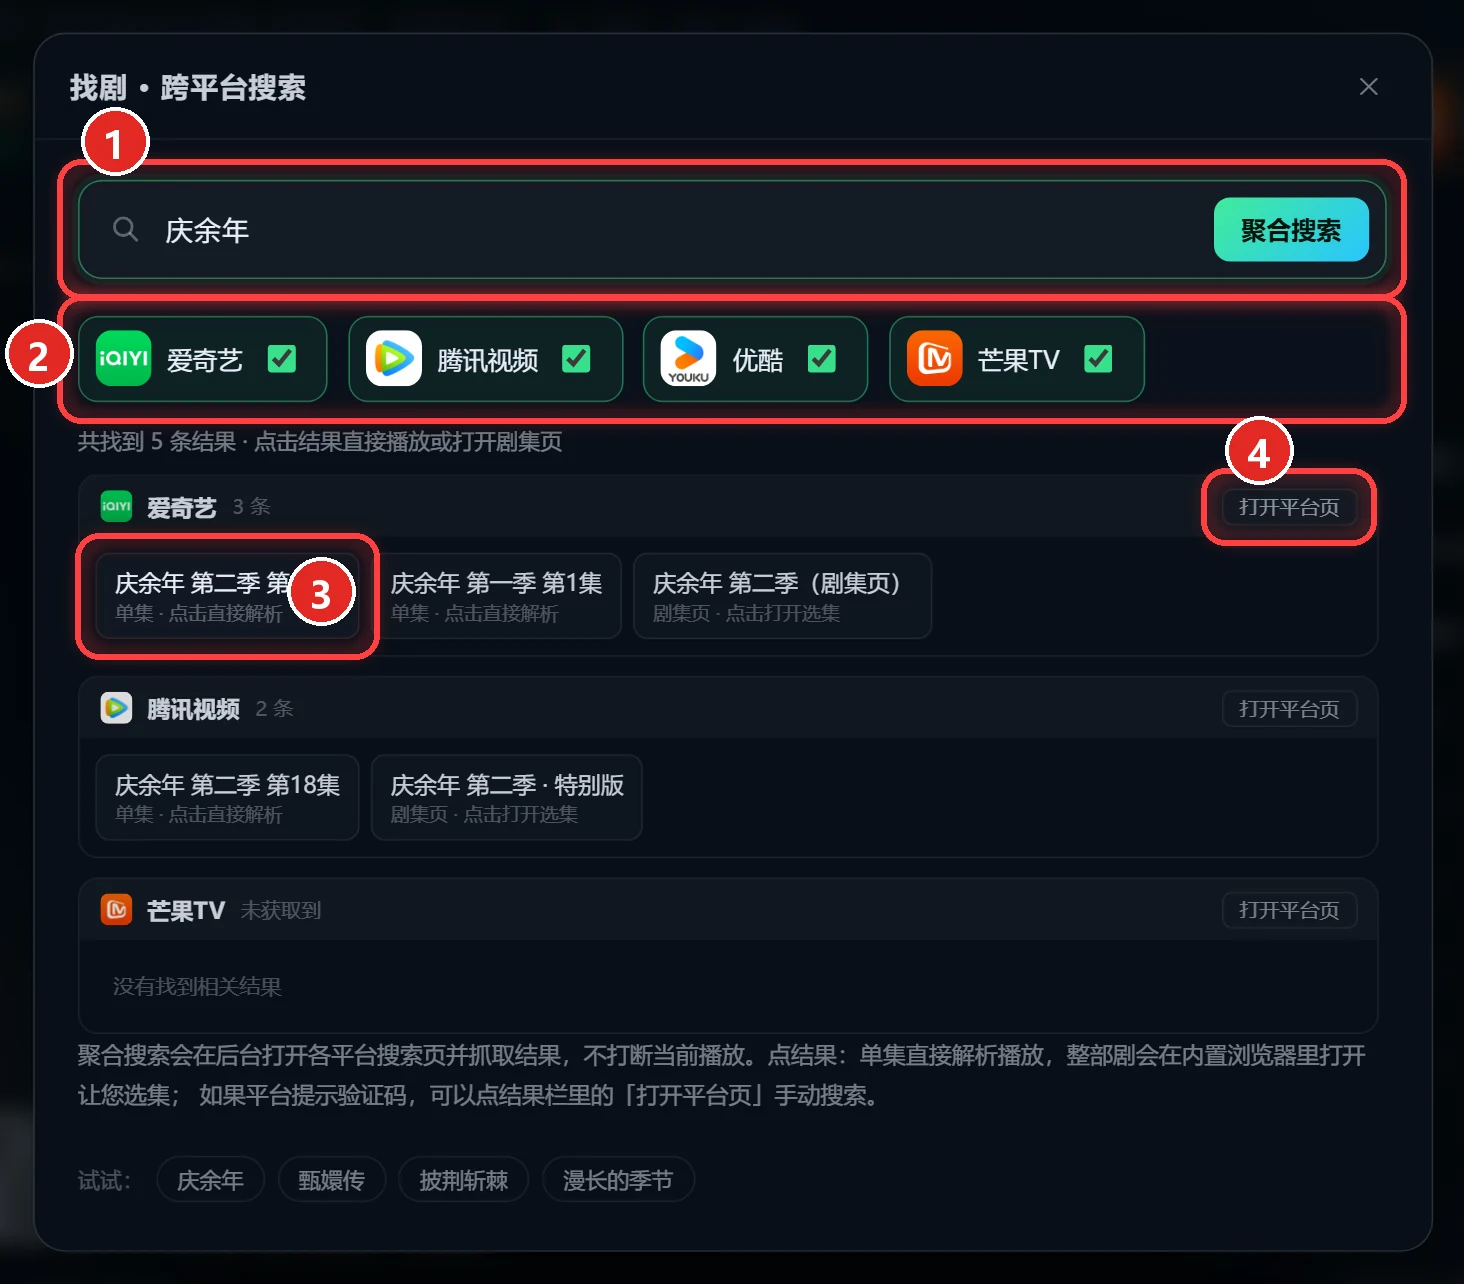 找剧 · 跨平台搜索
1
庆余年
聚合搜索
2
iQIYI 爱奇艺
腾讯视频
YOUKU 优酷
芒果TV
共找到 5 条结果 · 点击结果直接播放或打开剧集页
4
iQIYI 爱奇艺 3 条
打开平台页
庆余年 第二季 第
单集 · 点击直接解析
3
庆余年 第一季 第1集
单集 · 点击直接解析
庆余年 第二季（剧集页）
剧集页 · 点击打开选集
腾讯视频 2 条
打开平台页
庆余年 第二季 第18集
单集 · 点击直接解析
庆余年 第二季 · 特别版
剧集页 · 点击打开选集
芒果TV 未获取到
打开平台页
没有找到相关结果
聚合搜索会在后台打开各平台搜索页并抓取结果，不打断当前播放。点结果：单集直接解析播放，整部剧会在内置浏览器里打开
让您选集； 如果平台提示验证码，可以点结果栏里的「打开平台页」手动搜索。
试试： 庆余年 甄嬛传 披荆斩棘 漫长的季节